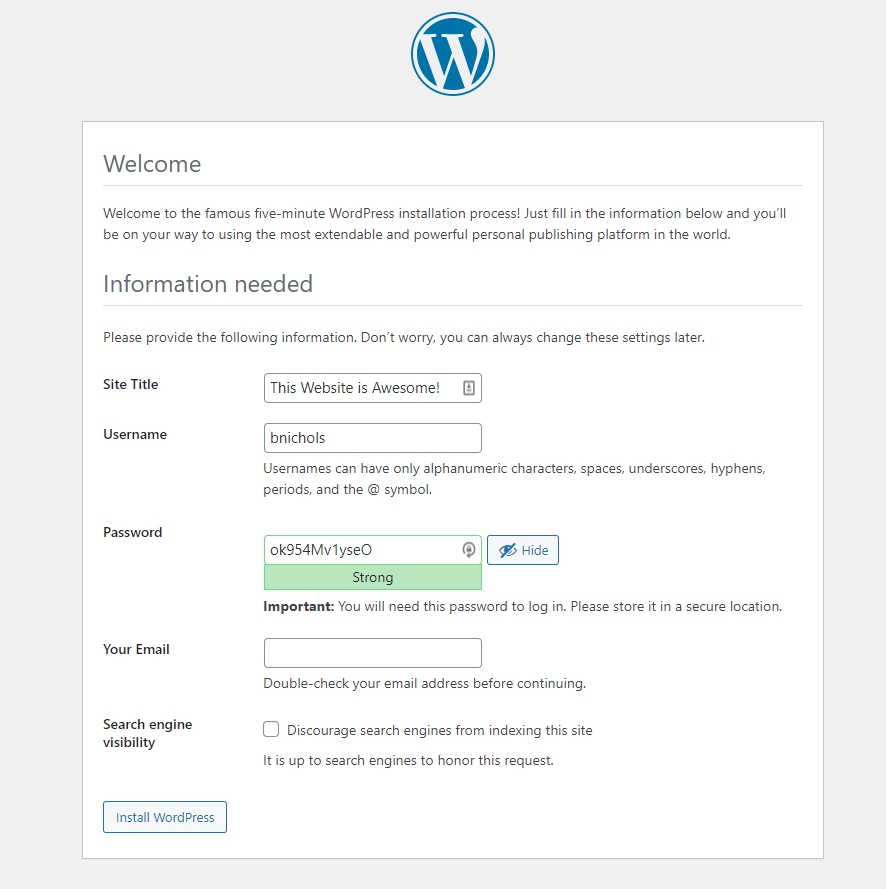 Welcome
Welcome to the famous five-minute WordPress installation process! Just fill in the information below and you’ll
be on your way to using the most extendable and powerful personal publishing platform in the world.
Information needed
Please provide the following information. Don’t worry, you can always change these settings later.
Site Title
This Website is Awesome!
Username
bnichols
Usernames can have only alphanumeric characters, spaces, underscores, hyphens,
periods, and the @ symbol.
Password
ok954Mv1yseO
Hide
Strong
Important: You will need this password to log in. Please store it in a secure location.
Your Email
Double-check your email address before continuing.
Search engine
visibility
Discourage search engines from indexing this site
It is up to search engines to honor this request.
Install WordPress